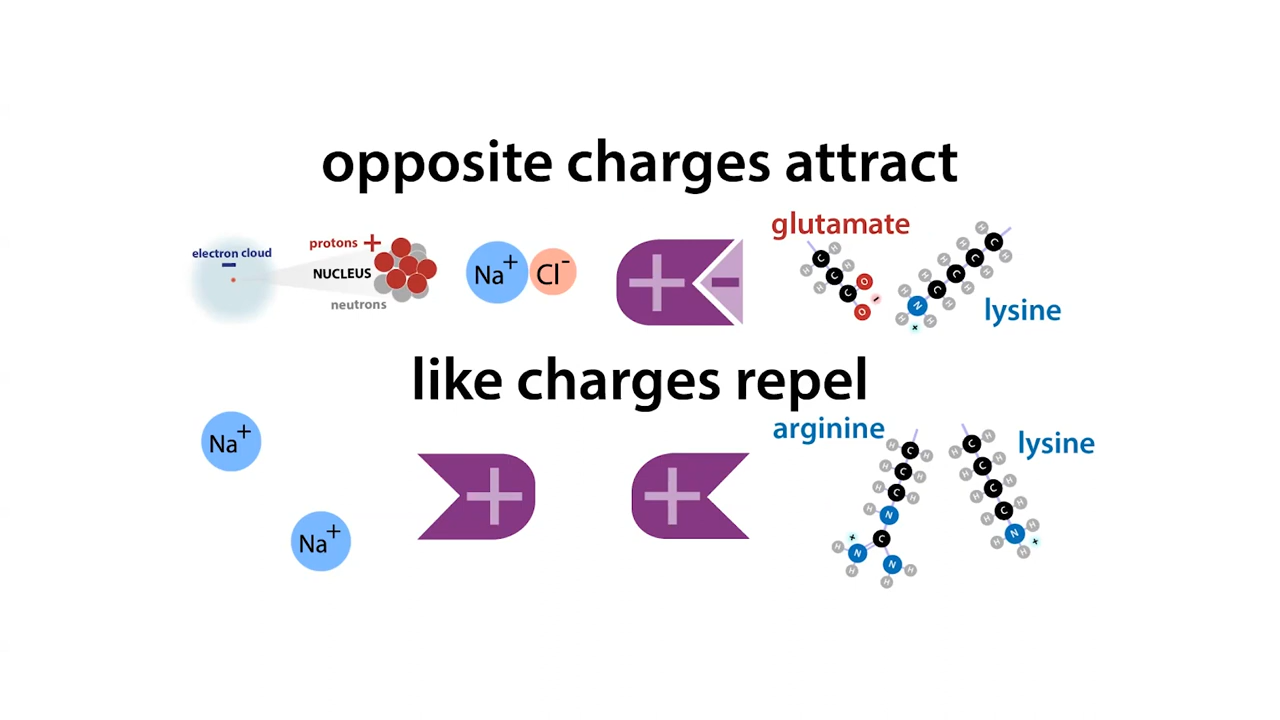 opposite charges attract
electron cloud
−
protons +
NUCLEUS
neutrons
Na+ Cl-
+ −
glutamate
H H C H C H C O O -
lysine
H C H H C H H C H H C H H N H H +
like charges repel
Na+
Na+
+ +
arginine
H C H H C H H C H H N C + H N H N H H
lysine
H C H H C H H C H H C H H N H H +